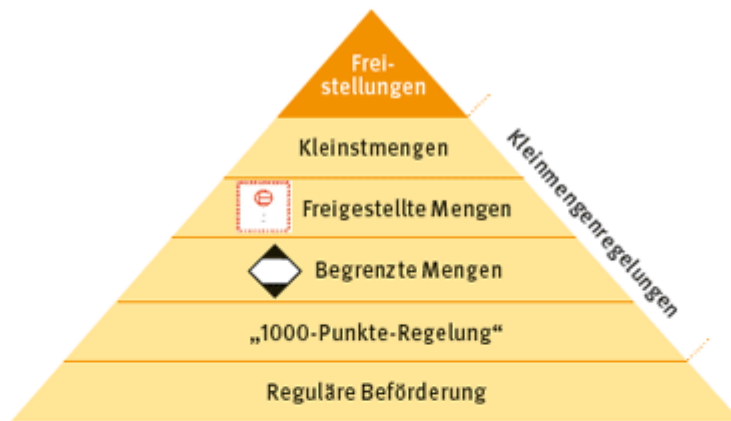 Frei-
stellungen
Kleinstmengen
Freigestellte Mengen
Begrenzte Mengen
„1000-Punkte-Regelung“
Reguläre Beförderung
Kleinmengenregelungen